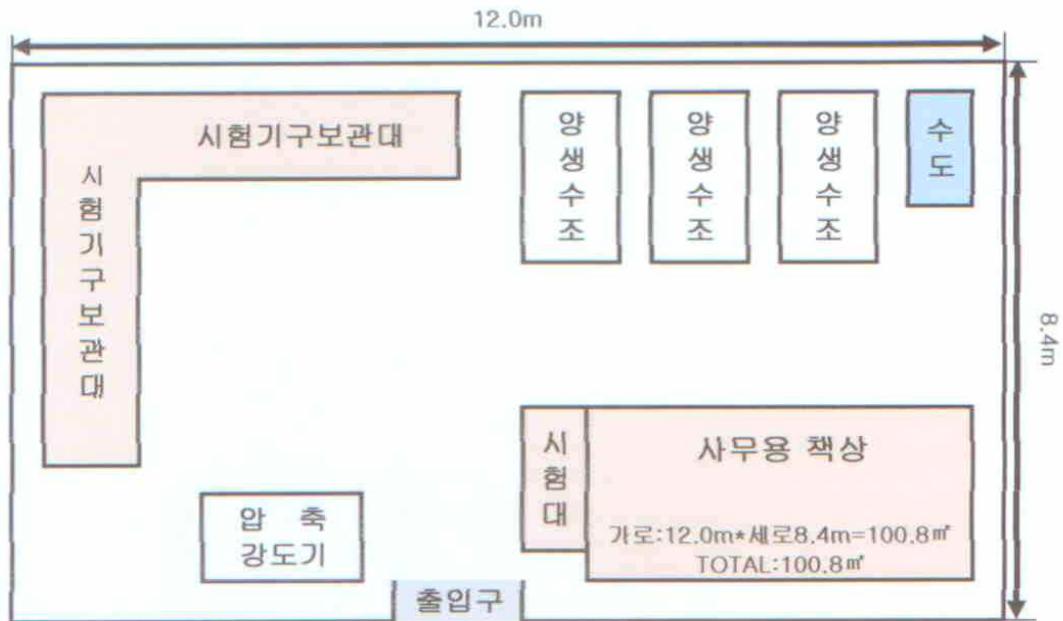 12.0m
시험기구보관대
시험기구보관대
양생수조
양생수조
양생수조
수도
8.4m
시험대
사무용 책상
가로:12.0m*세로8.4m=100.8㎡
TOTAL:100.8㎡
압 축
강도기
출입구